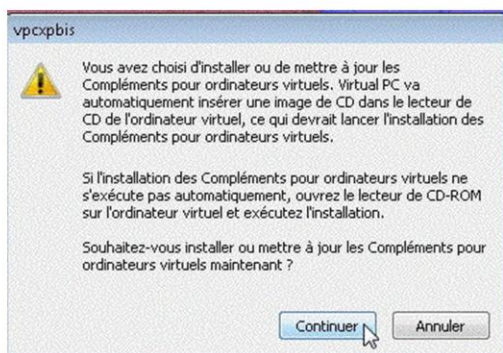 vpcxpbis
Vous avez choisi d'installer ou de mettre à jour les
Compléments pour ordinateurs virtuels. Virtual PC va
automatiquement insérer une image de CD dans le lecteur de
CD de l'ordinateur virtuel, ce qui devrait lancer l'installation des
Compléments pour ordinateurs virtuels.
Si l'installation des Compléments pour ordinateurs virtuels ne
s'exécute pas automatiquement, ouvrez le lecteur de CD-ROM
sur l'ordinateur virtuel et exécutez l'installation.
Souhaitez-vous installer ou mettre à jour les Compléments pour
ordinateurs virtuels maintenant ?
Continuer Annuler